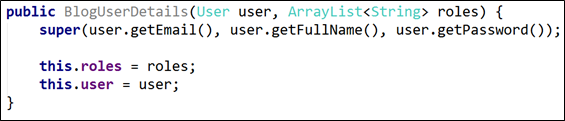 public BlogUserDetails(User user, ArrayList<String> roles) {
super(user.getEmail(), user.getFullName(), user.getPassword());
this.roles = roles;
this.user = user;
}